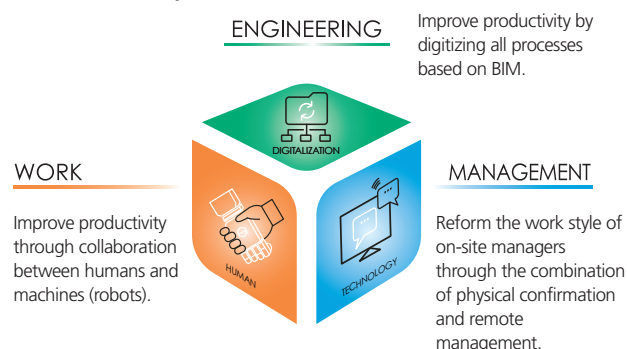 ENGINEERING
Improve productivity by
digitizing all processes
based on BIM.
DIGITALIZATION
WORK
Improve productivity
through collaboration
between humans and
machines (robots).
HUMAN
TECHNOLOGY
MANAGEMENT
Reform the work style of
on-site managers
through the combination
of physical confirmation
and remote
management.